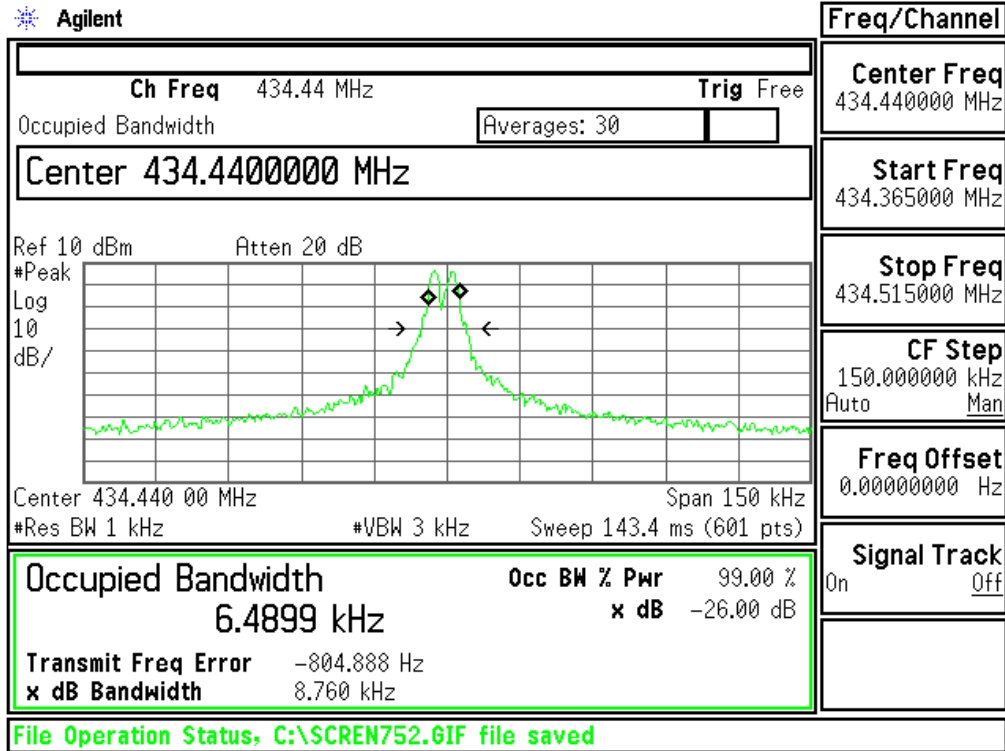 Agilent
Freq/Channel
Ch Freq 434.44 MHz Trig Free
Occupied Bandwidth Averages: 30
Center 434.4400000 MHz
Ref 10 dBm Atten 20 dB
#Peak
Log
10
dB/
Center 434.440 00 MHz Span 150 kHz
#Res BW 1 kHz #VBW 3 kHz Sweep 143.4 ms (601 pts)
Occupied Bandwidth Occ BW % Pwr 99.00 %
6.4899 kHz x dB -26.00 dB
Transmit Freq Error -804.888 Hz
x dB Bandwidth 8.760 kHz
File Operation Status, C:\SCREN752.GIF file saved
Center Freq
434.440000 MHz
Start Freq
434.365000 MHz
Stop Freq
434.515000 MHz
CF Step
150.000000 kHz
Auto Man
Freq Offset
0.00000000 Hz
Signal Track
On Off